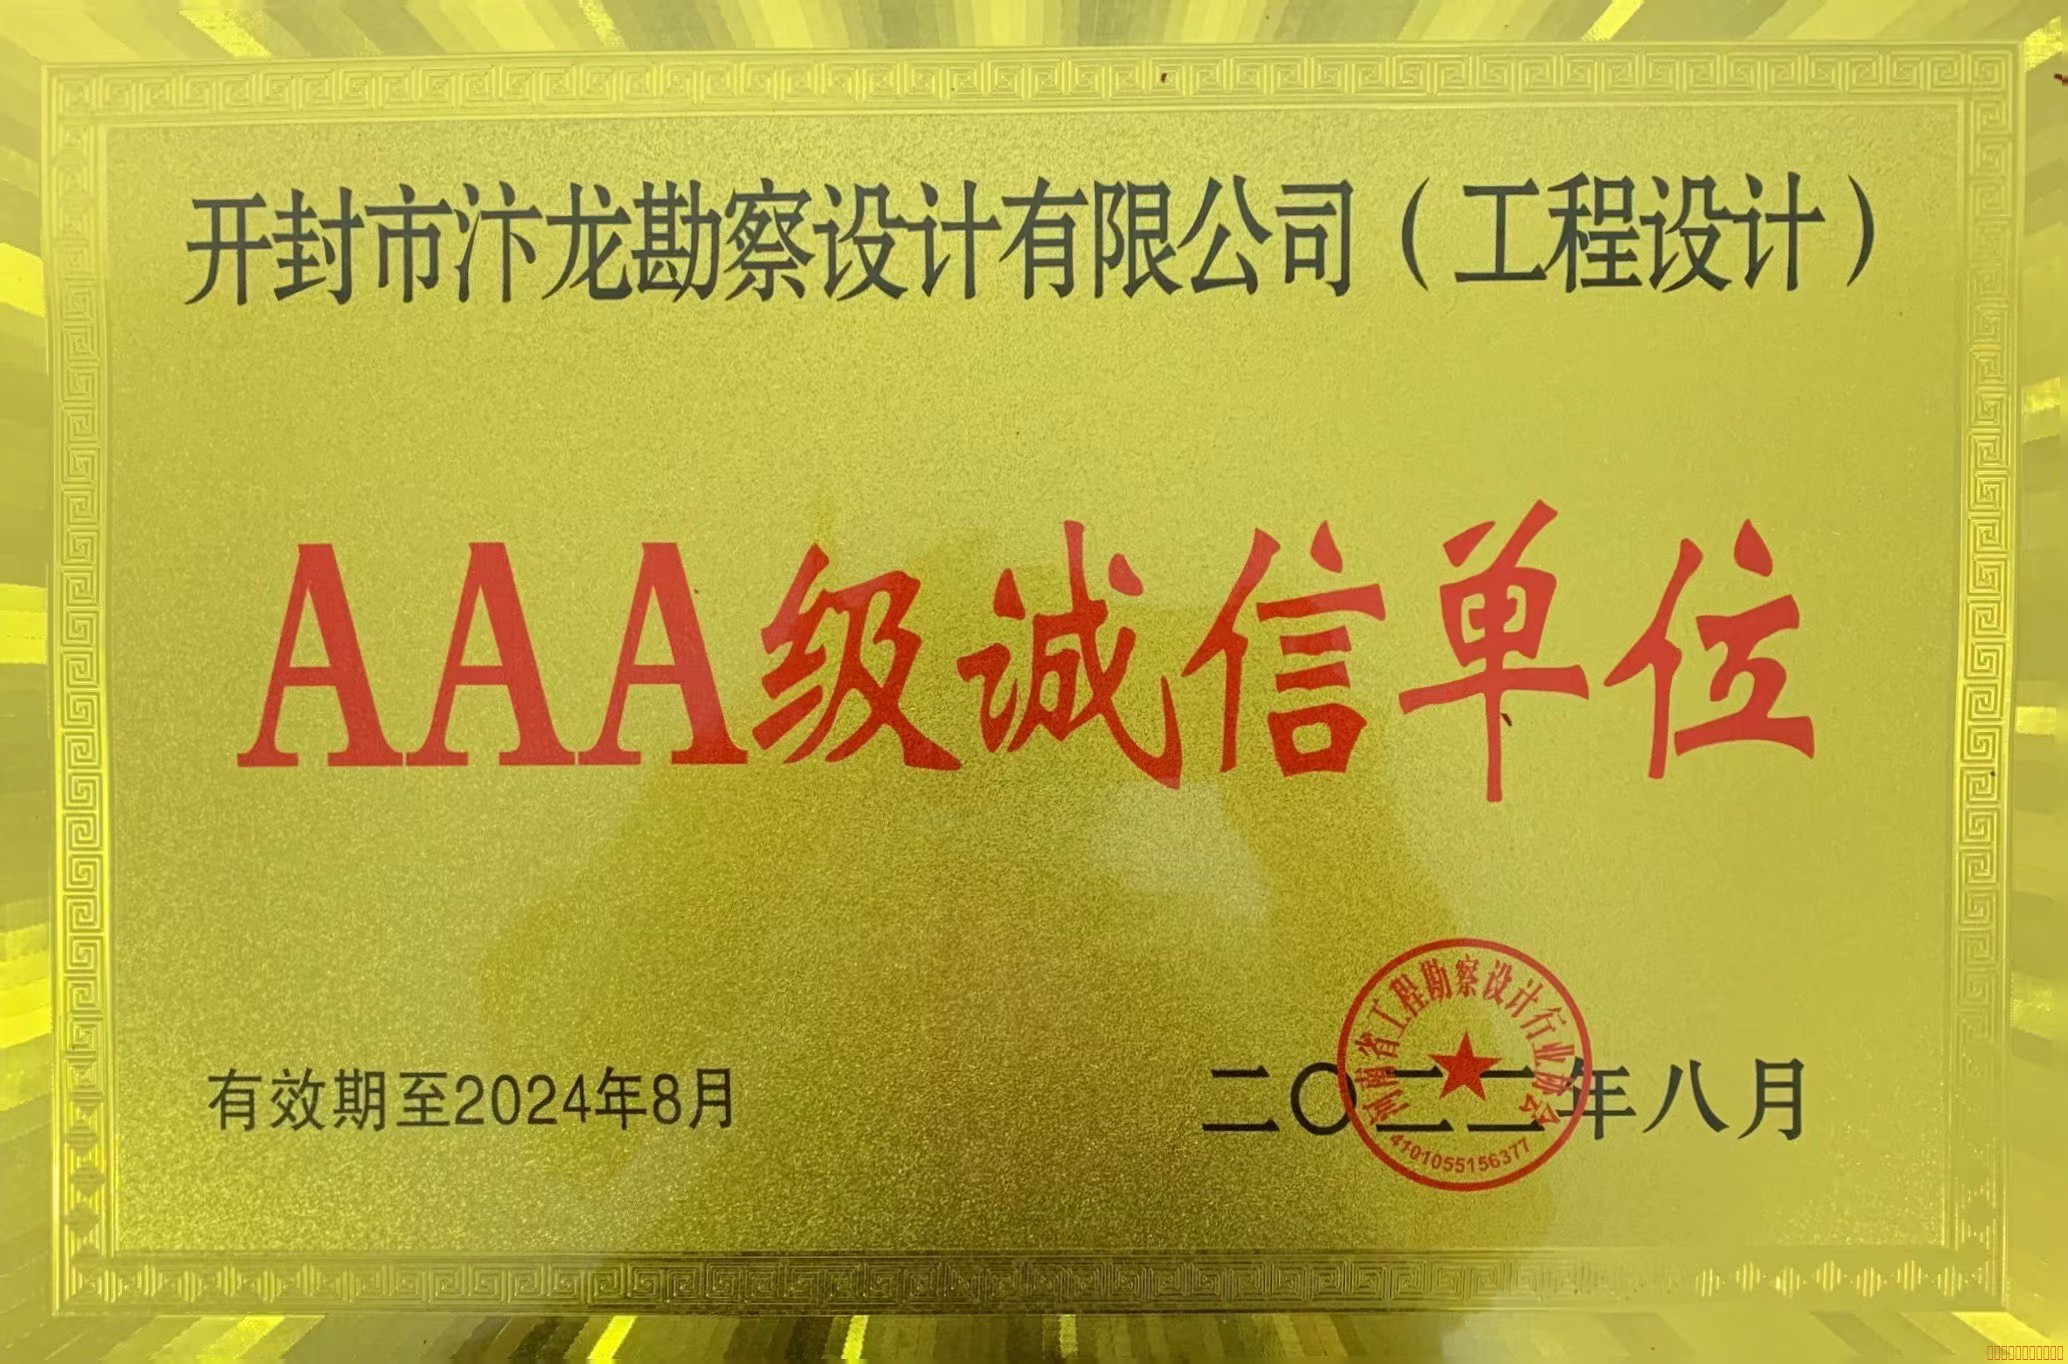 开封市汴龙勘察设计有限公司（工程设计）
AAA级诚信单位
河南省工程勘察设计行业协会
有效期至2024年8月
二〇二二年八月
4101055156377